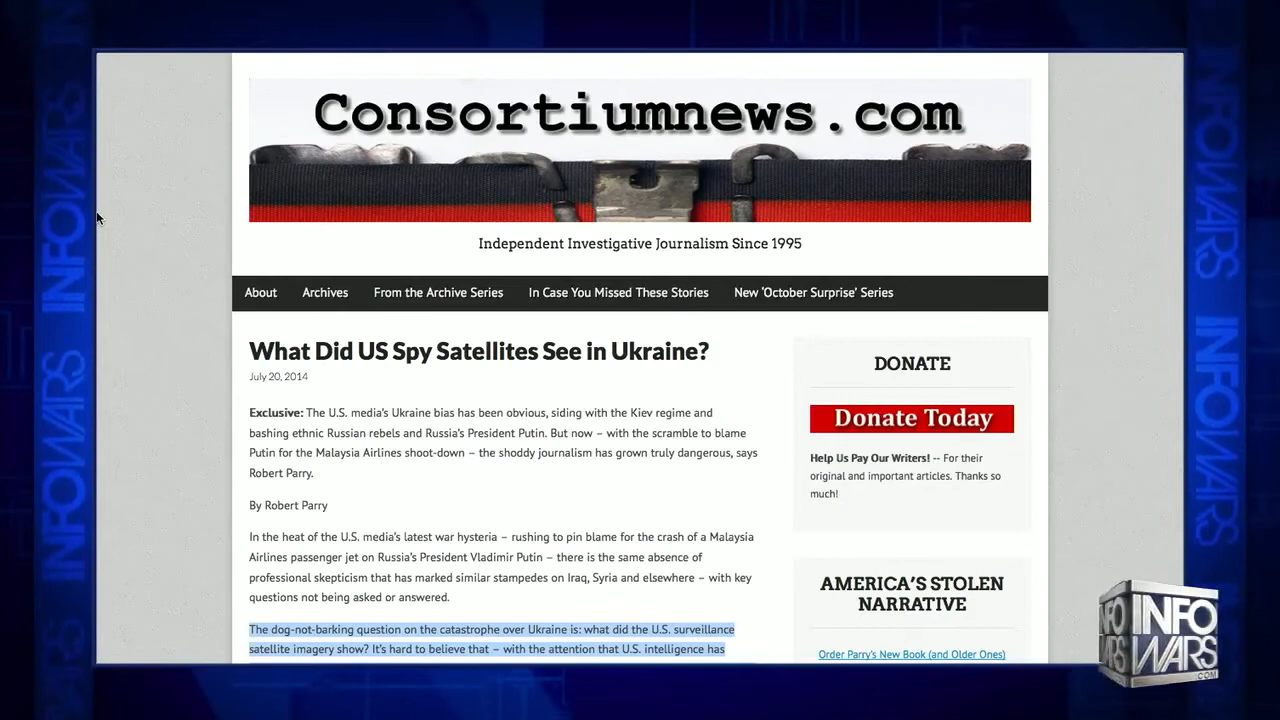 Consortiumnews.com
Independent Investigative Journalism Since 1995
About Archives From the Archive Series In Case You Missed These Stories New 'October Surprise' Series
What Did US Spy Satellites See in Ukraine?
July 20, 2014
Exclusive: The U.S. media's Ukraine bias has been obvious, siding with the Kiev regime and
bashing ethnic Russian rebels and Russia's President Putin. But now – with the scramble to blame
Putin for the Malaysia Airlines shoot-down – the shoddy journalism has grown truly dangerous, says
Robert Parry.
By Robert Parry
In the heat of the U.S. media's latest war hysteria – rushing to pin blame for the crash of a Malaysia
Airlines passenger jet on Russia's President Vladimir Putin – there is the same absence of
professional skepticism that has marked similar stampedes on Iraq, Syria and elsewhere – with key
questions not being asked or answered.
The dog-not-barking question on the catastrophe over Ukraine is: what did the U.S. surveillance
satellite imagery show? It's hard to believe that – with the attention that U.S. intelligence has
DONATE
Donate Today
Help Us Pay Our Writers! -- For their
original and important articles. Thanks so
much!
AMERICA'S STOLEN
NARRATIVE
Order Parry's New Book (and Older Ones)
INFOWARS
INFOWARS
INFOWARS
INFOWARS
INFO
WARS
.COM
INFO
WARS